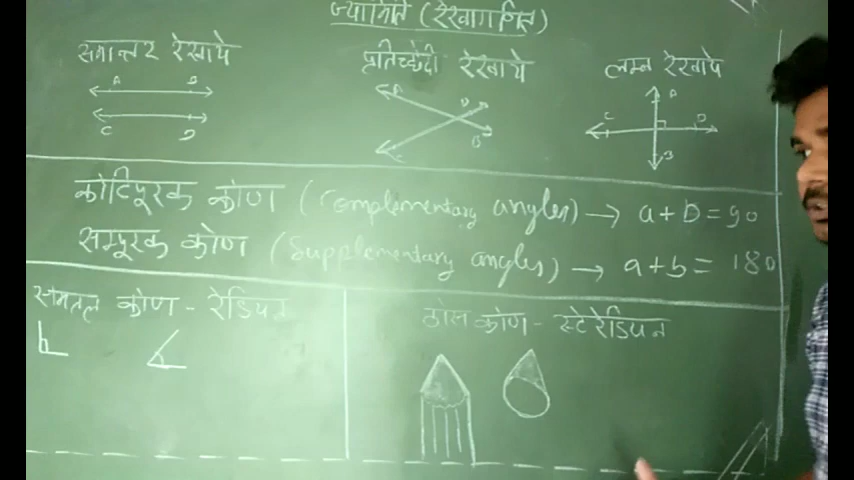 ज्यामिति (रेखागणित)
समान्तर रेखाये
प्रतिच्छेदी रेखाये
लम्ब रेखाये
A B
C D
A D
C B
A
C D
B
कोटिपूरक कोण (Complementary angles) → a+b=90
सम्पूरक कोण (Supplementary angles) → a+b= 180
समतल कोण - रेडियन
ठोस कोण - स्टेरेडियन